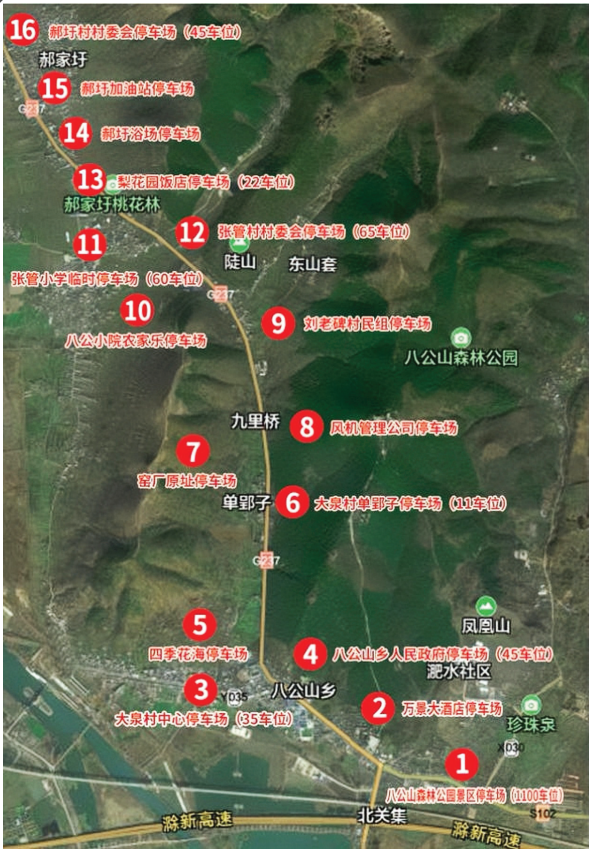 16 郝圩村村委会停车场（45车位）
郝家圩
15 郝圩加油站停车场
G237
14 郝圩浴场停车场
13 梨花园饭店停车场（22车位）
郝家圩桃花林
12 张管村村委会停车场（65车位）
11
陡山
东山套
张管小学临时停车场（60车位）
G237
10
9 刘老碑村民组停车场
八公小院农家乐停车场
八公山森林公园
九里桥
8 风机管理公司停车场
7
窑厂原址停车场
单郢子
6 大泉村单郢子停车场（11车位）
G237
5
凤凰山
四季花海停车场
4 八公山乡人民政府停车场（45车位）
淝水社区
3
YD35
八公山乡
2 万景大酒店停车场
大泉村中心停车场（35车位）
珍珠泉
XD30
1
八公山森林公园景区停车场（1100车位）
北关集
S102
滁新高速
滁新高速